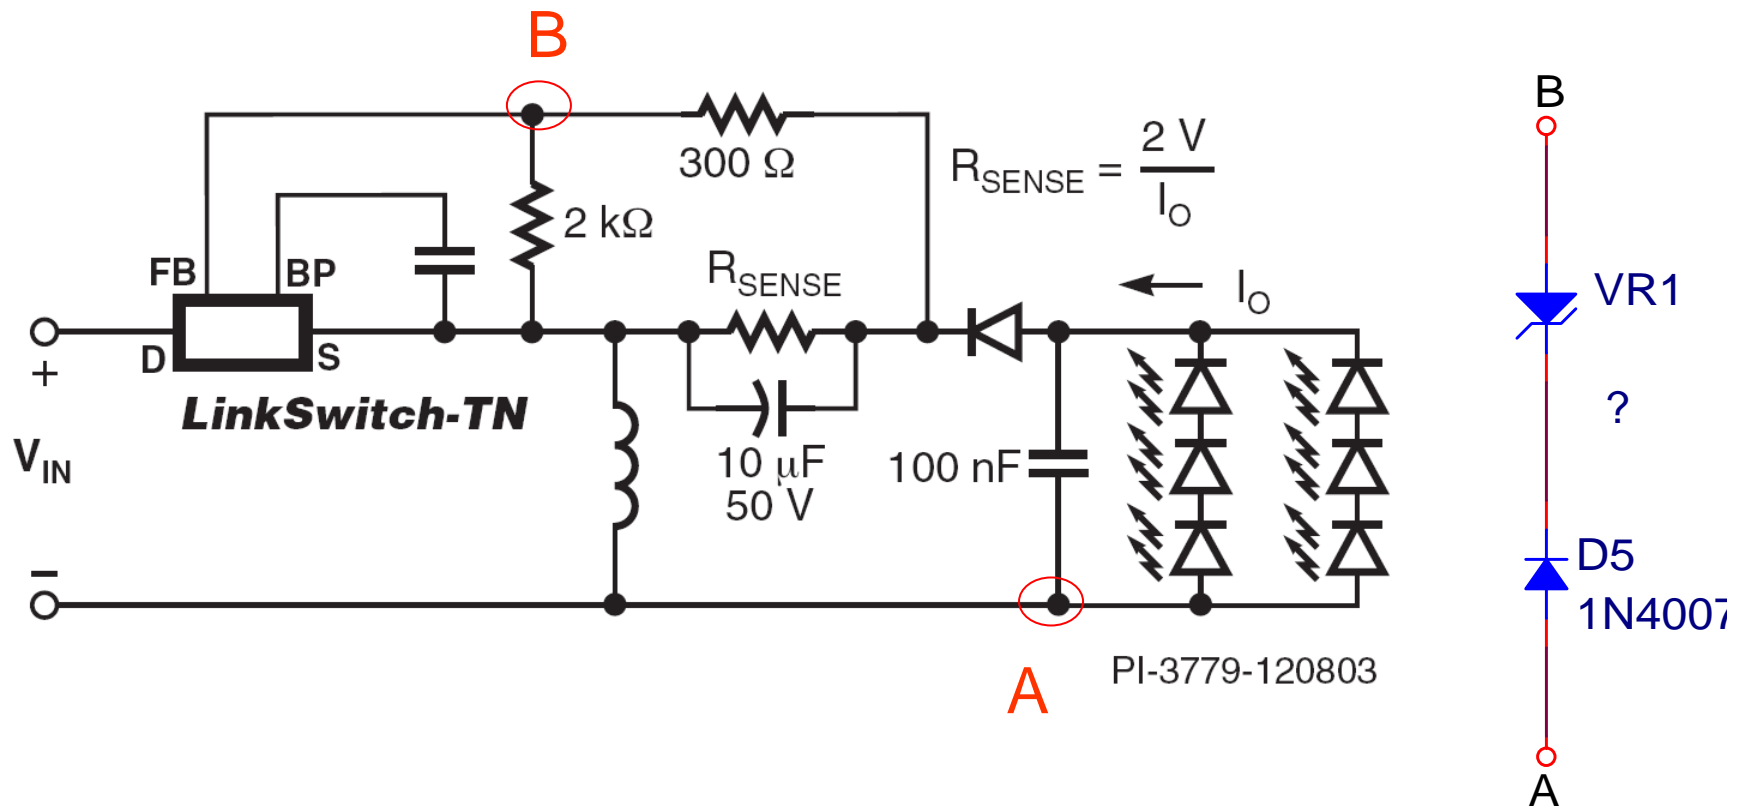 B
300 Ω
R_SENSE = 2 V / I_O
2 kΩ
FB
BP
R_SENSE
I_O
D
S
+
LinkSwitch-TN
V_IN
10 μF
50 V
100 nF
–
A
PI-3779-120803
B
VR1
?
D5
1N4007
A